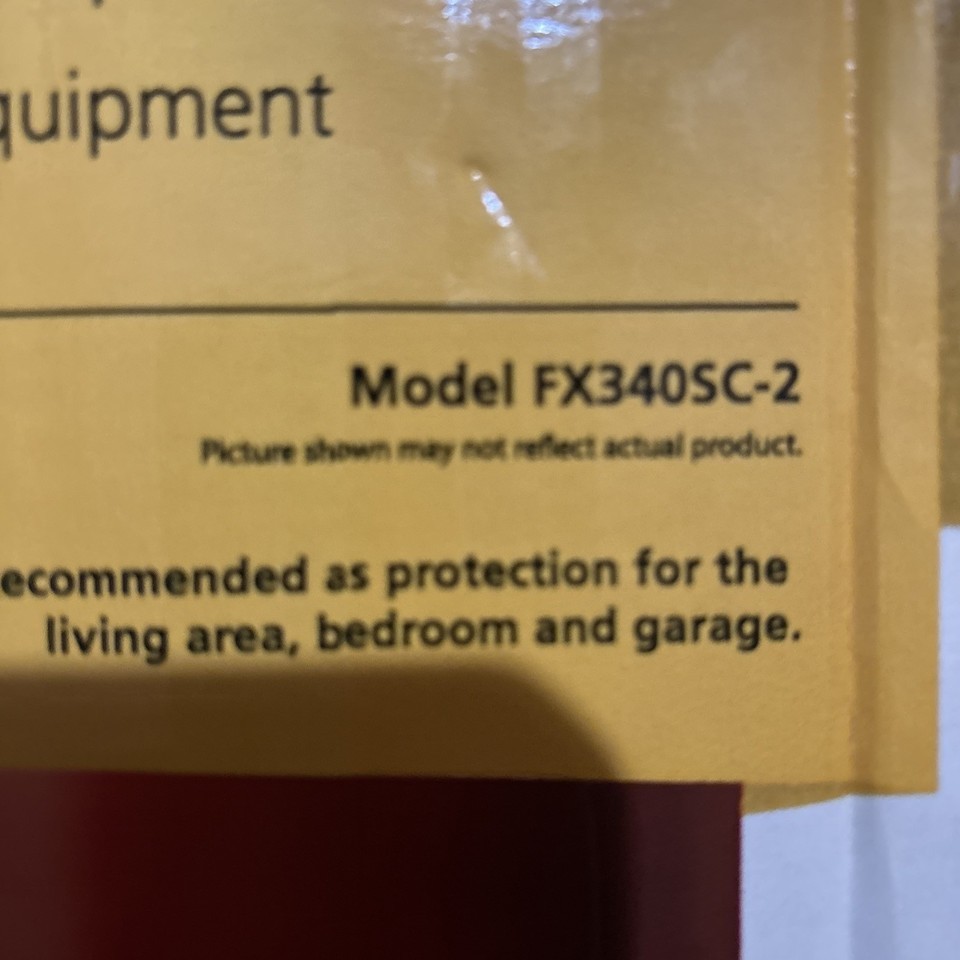 quipment
Model FX340SC-2
Picture shown may not reflect actual product.
ecommended as protection for the
living area, bedroom and garage.